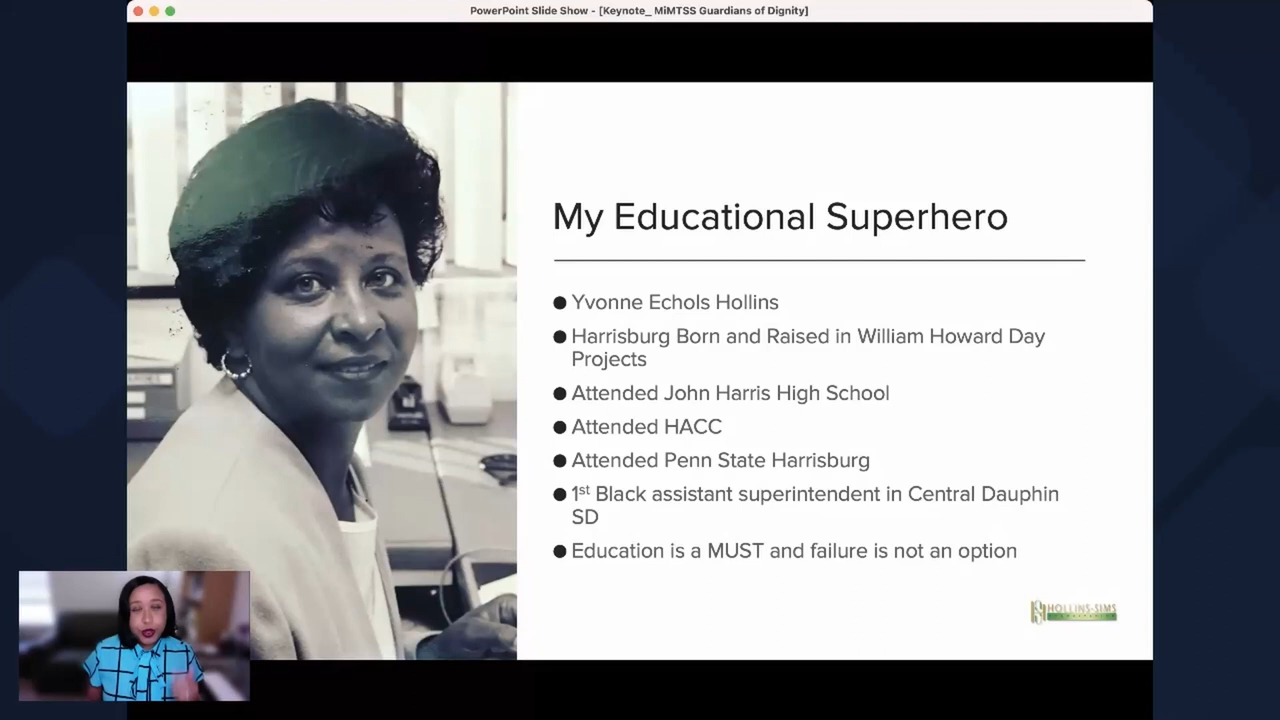 PowerPoint Slide Show - [Keynote_ MiMTSS Guardians of Dignity]
My Educational Superhero
● Yvonne Echols Hollins
● Harrisburg Born and Raised in William Howard Day
Projects
● Attended John Harris High School
● Attended HACC
● Attended Penn State Harrisburg
● 1st Black assistant superintendent in Central Dauphin
SD
● Education is a MUST and failure is not an option
HOLLINS-SIMS